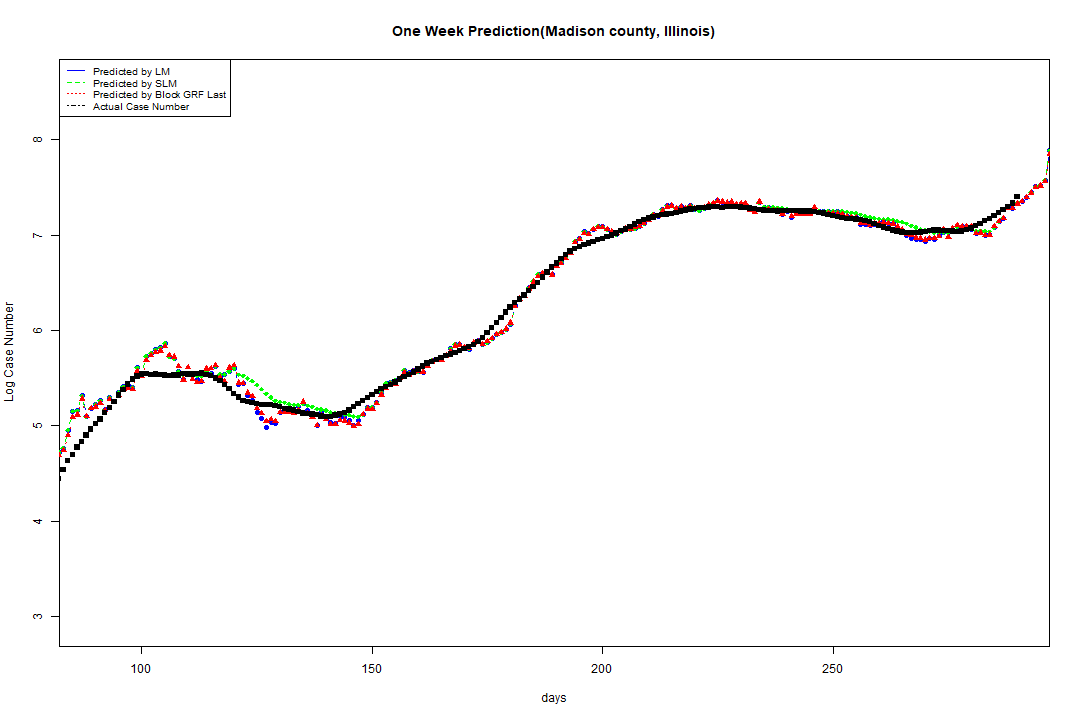 One Week Prediction(Madison county, Illinois)
Predicted by LM
Predicted by SLM
Predicted by Block GRF Last
Actual Case Number
8
7
6
5
4
3
Log Case Number
100 150 200 250
days